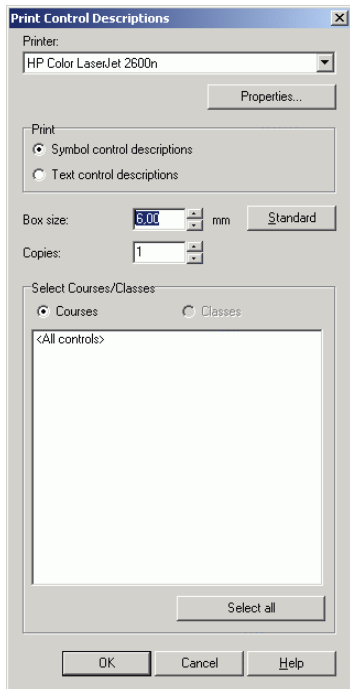 Print Control Descriptions
Printer:
HP Color LaserJet 2600n
Properties...
Print
Symbol control descriptions
Text control descriptions
Box size: 6,00 mm Standard
Copies: 1
Select Courses/Classes
Courses Classes
<All controls>
Select all
OK Cancel Help